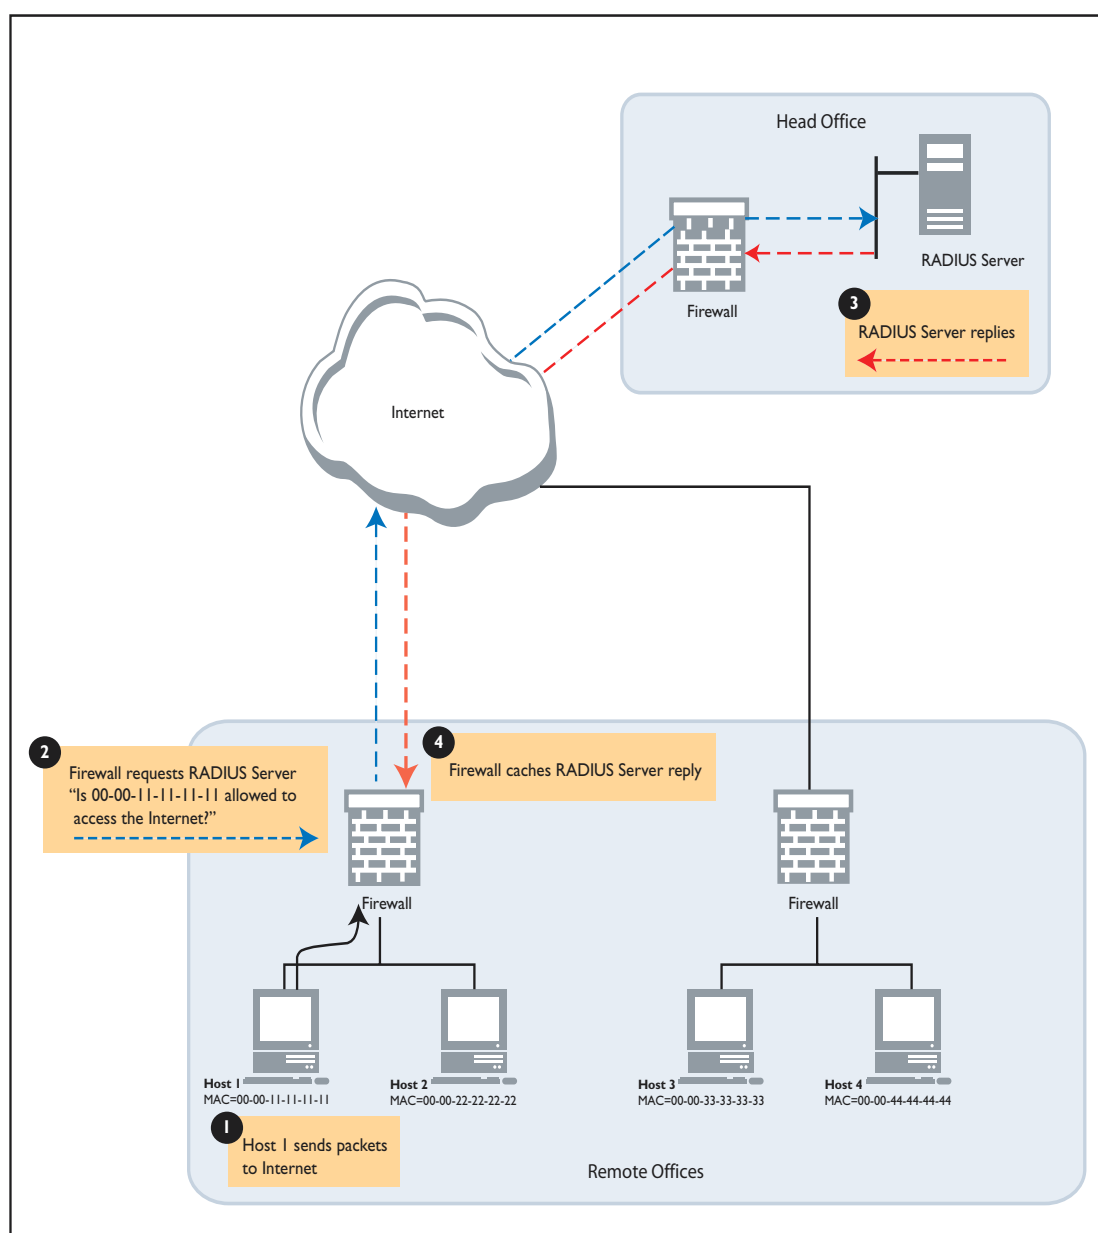 Head Office
RADIUS Server
Firewall
3
RADIUS Server replies
Internet
2
Firewall requests RADIUS Server
“Is 00-00-11-11-11-11 allowed to
access the Internet?”
4
Firewall caches RADIUS Server reply
Firewall
Firewall
Host 1
MAC=00-00-11-11-11-11
Host 2
MAC=00-00-22-22-22-22
Host 3
MAC=00-00-33-33-33-33
Host 4
MAC=00-00-44-44-44-44
1
Host 1 sends packets
to Internet
Remote Offices